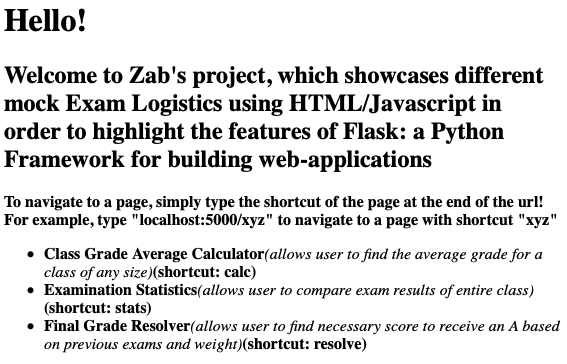 Hello!
Welcome to Zab's project, which showcases different
mock Exam Logistics using HTML/Javascript in
order to highlight the features of Flask: a Python
Framework for building web-applications
To navigate to a page, simply type the shortcut of the page at the end of the url!
For example, type "localhost:5000/xyz" to navigate to a page with shortcut "xyz"
• Class Grade Average Calculator(allows user to find the average grade for a
class of any size)(shortcut: calc)
• Examination Statistics(allows user to compare exam results of entire class)
(shortcut: stats)
• Final Grade Resolver(allows user to find necessary score to receive an A based
on previous exams and weight)(shortcut: resolve)